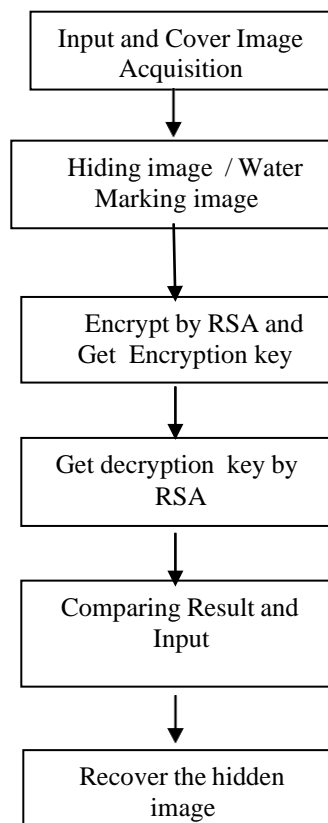 Input and Cover Image
Acquisition
Hiding image / Water
Marking image
Encrypt by RSA and
Get Encryption key
Get decryption key by
RSA
Comparing Result and
Input
Recover the hidden
image